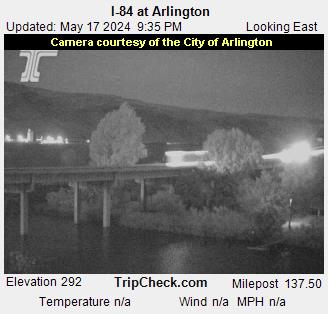 I-84 at Arlington
Updated: May 17 2024 9:35 PM Looking East
Camera courtesy of the City of Arlington
Elevation 292 TripCheck.com Milepost 137.50
Temperature n/a Wind n/a MPH n/a